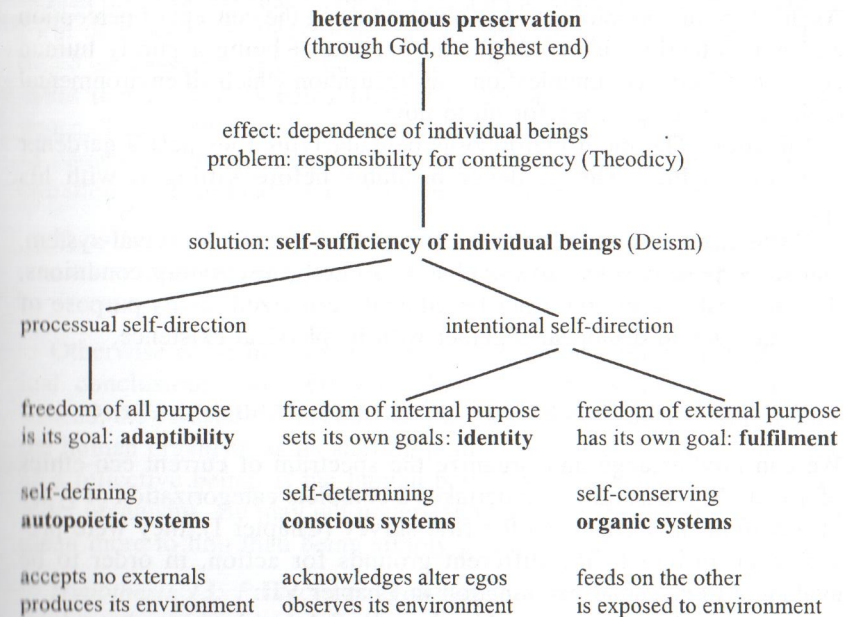 heteronomous preservation
(through God, the highest end)
effect: dependence of individual beings
problem: responsibility for contingency (Theodicy)
solution: self-sufficiency of individual beings (Deism)
processual self-direction
intentional self-direction
freedom of all purpose
is its goal: adaptibility
freedom of internal purpose
sets its own goals: identity
freedom of external purpose
has its own goal: fulfilment
self-defining
autopoietic systems
self-determining
conscious systems
self-conserving
organic systems
accepts no externals
produces its environment
acknowledges alter egos
observes its environment
feeds on the other
is exposed to environment